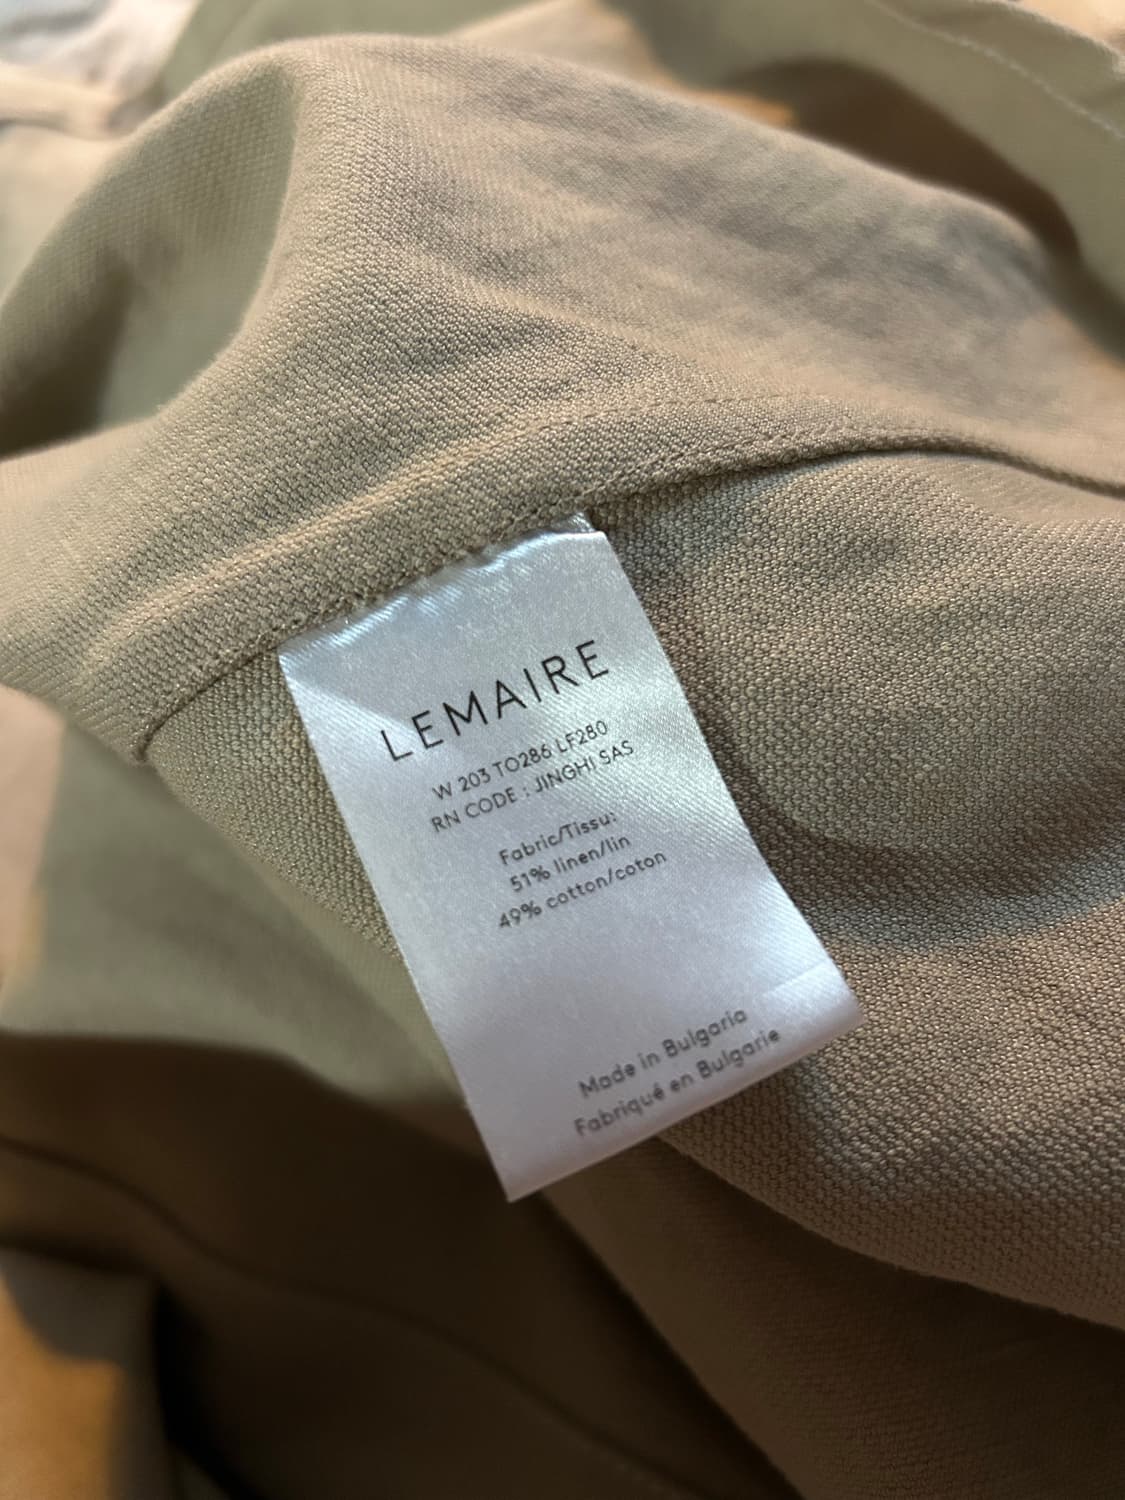 LEMAIRE
W 203 TO286 LF280
RN CODE : JINGHI SAS
Fabric/Tissu:
51% linen/lin
49% cotton/coton
Made in Bulgaria
Fabriqué en Bulgarie